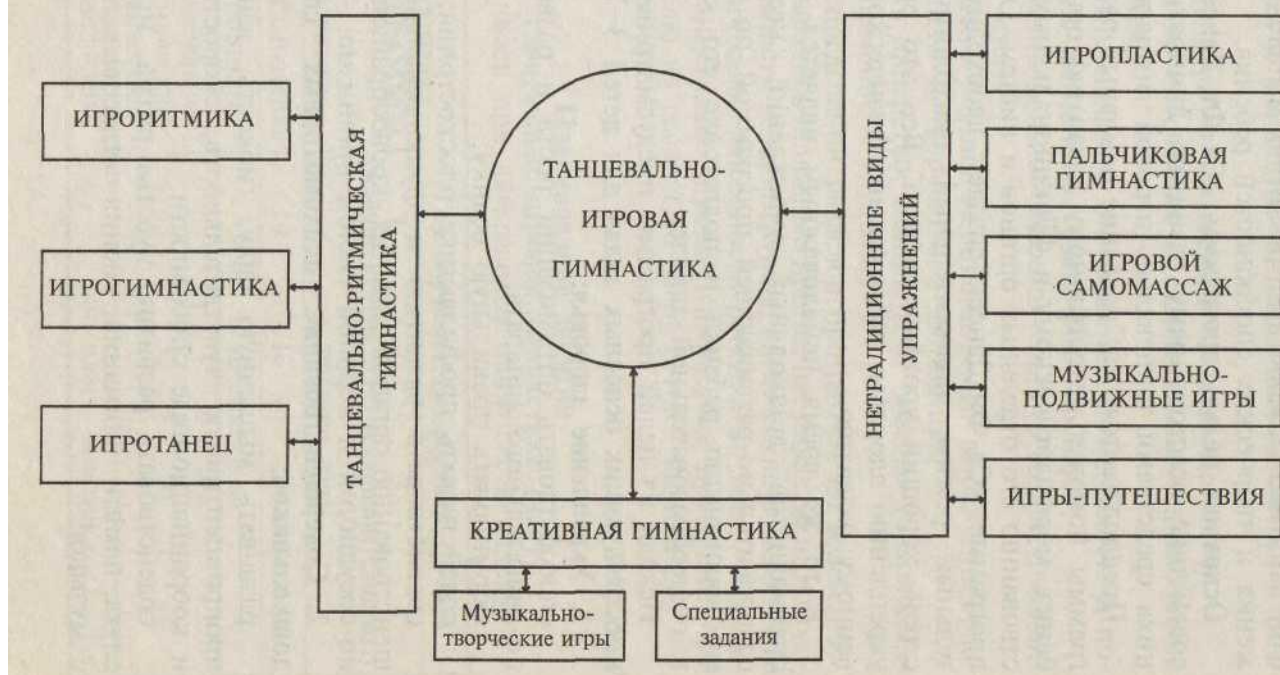 ИГРОРИТМИКА
ИГРОГИМНАСТИКА
ИГРОТАНЕЦ
ТАНЦЕВАЛЬНО-РИТМИЧЕСКАЯ
ГИМНАСТИКА
ТАНЦЕВАЛЬНО-
ИГРОВАЯ
ГИМНАСТИКА
КРЕАТИВНАЯ ГИМНАСТИКА
Музыкально-
творческие игры
Специальные
задания
НЕТРАДИЦИОННЫЕ ВИДЫ
УПРАЖНЕНИЙ
ИГРОПЛАСТИКА
ПАЛЬЧИКОВАЯ
ГИМНАСТИКА
ИГРОВОЙ
САМОМАССАЖ
МУЗЫКАЛЬНО-
ПОДВИЖНЫЕ ИГРЫ
ИГРЫ-ПУТЕШЕСТВИЯ